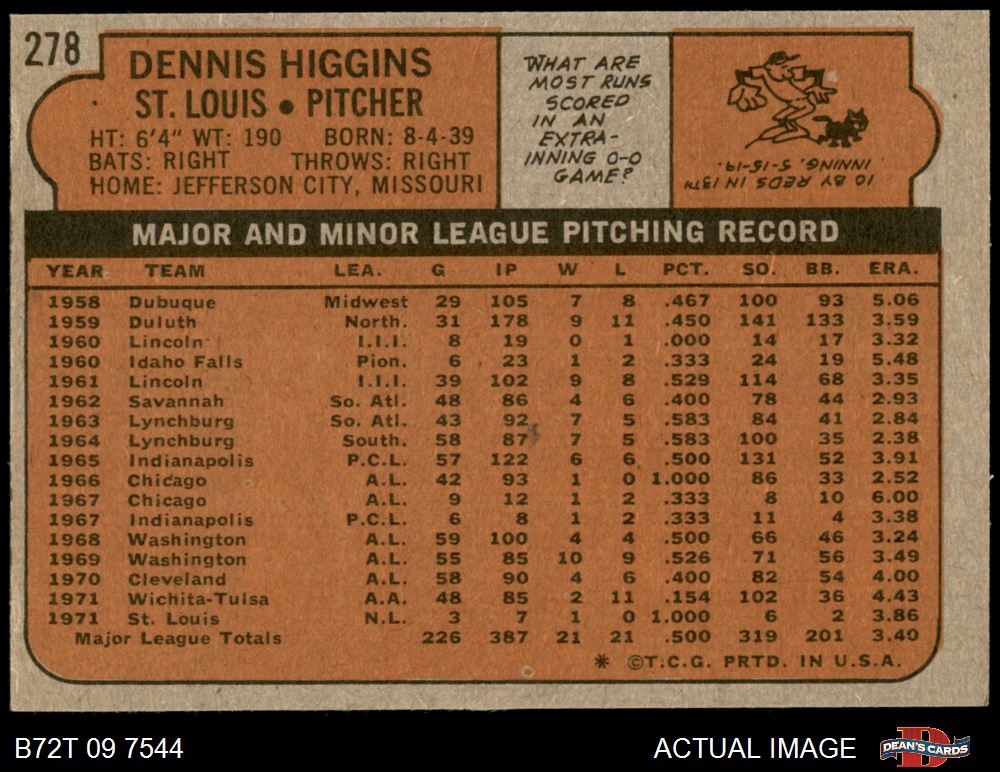 278
DENNIS HIGGINS
ST. LOUIS • PITCHER
HT: 6'4" WT: 190 BORN: 8-4-39
BATS: RIGHT THROWS: RIGHT
HOME: JEFFERSON CITY, MISSOURI
WHAT ARE
MOST RUNS
SCORED
IN AN
EXTRA-
INNING 0-0
GAME?
10 BY REDS IN 13TH
INNING, 5-15-19.
MAJOR AND MINOR LEAGUE PITCHING RECORD
YEAR TEAM LEA. G IP W L PCT. SO. BB. ERA.
1958 Dubuque Midwest 29 105 7 8 .467 100 93 5.06
1959 Duluth North. 31 178 9 11 .450 141 133 3.59
1960 Lincoln I.I.I. 8 19 0 1 .000 14 17 3.32
1960 Idaho Falls Pion. 6 23 1 2 .333 24 19 5.48
1961 Lincoln I.I.I. 39 102 9 8 .529 114 68 3.35
1962 Savannah So. Atl. 48 86 4 6 .400 78 44 2.93
1963 Lynchburg So. Atl. 43 92 7 5 .583 84 41 2.84
1964 Lynchburg South. 58 87 7 5 .583 100 35 2.38
1965 Indianapolis P.C.L. 57 122 6 6 .500 131 52 3.91
1966 Chicago A.L. 42 93 1 0 1.000 86 33 2.52
1967 Chicago A.L. 9 12 1 2 .333 8 10 6.00
1967 Indianapolis P.C.L. 6 8 1 2 .333 11 4 3.38
1968 Washington A.L. 59 100 4 4 .500 66 46 3.24
1969 Washington A.L. 55 85 10 9 .526 71 56 3.49
1970 Cleveland A.L. 58 90 4 6 .400 82 54 4.00
1971 Wichita-Tulsa A.A. 48 85 2 11 .154 102 36 4.43
1971 St. Louis N.L. 3 7 1 0 1.000 6 2 3.86
Major League Totals 226 387 21 21 .500 319 201 3.40
* ©T.C.G. PRTD. IN U.S.A.
B72T 09 7544
ACTUAL IMAGE
DEAN'S CARDS